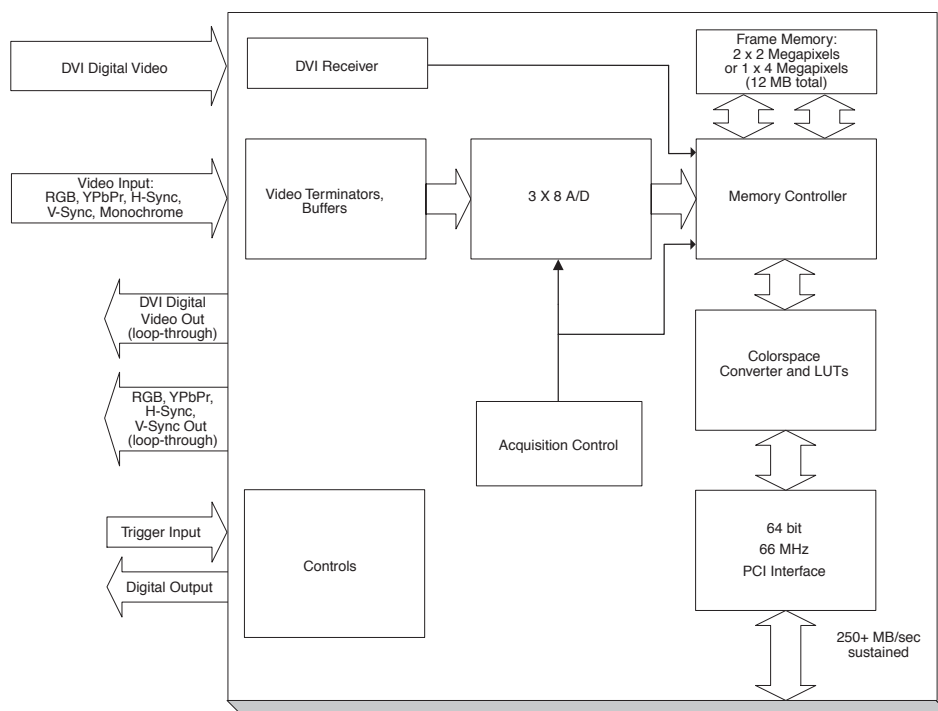 DVI Digital Video
DVI Receiver
Frame Memory:
2 x 2 Megapixels
or 1 x 4 Megapixels
(12 MB total)
Video Input:
RGB, YPbPr, H-Sync,
V-Sync, Monochrome
Video Terminators,
Buffers
3 X 8 A/D
Memory Controller
DVI Digital
Video Out
(loop-through)
Colorspace
Converter and LUTs
RGB, YPbPr,
H-Sync,
V-Sync Out
(loop-through)
Acquisition Control
Trigger Input
Digital Output
Controls
64 bit
66 MHz
PCI Interface
250+ MB/sec
sustained